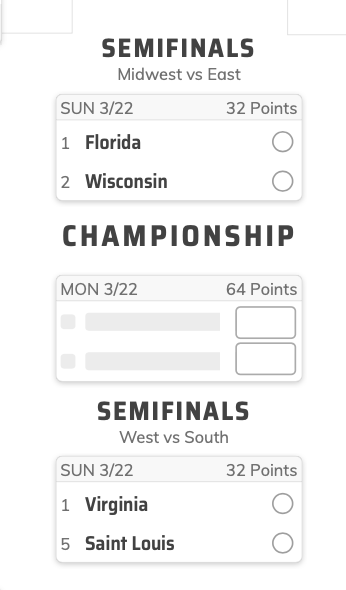 SEMIFINALS
Midwest vs East
SUN 3/22 32 Points
1 Florida
2 Wisconsin
CHAMPIONSHIP
MON 3/22 64 Points
SEMIFINALS
West vs South
SUN 3/22 32 Points
1 Virginia
5 Saint Louis